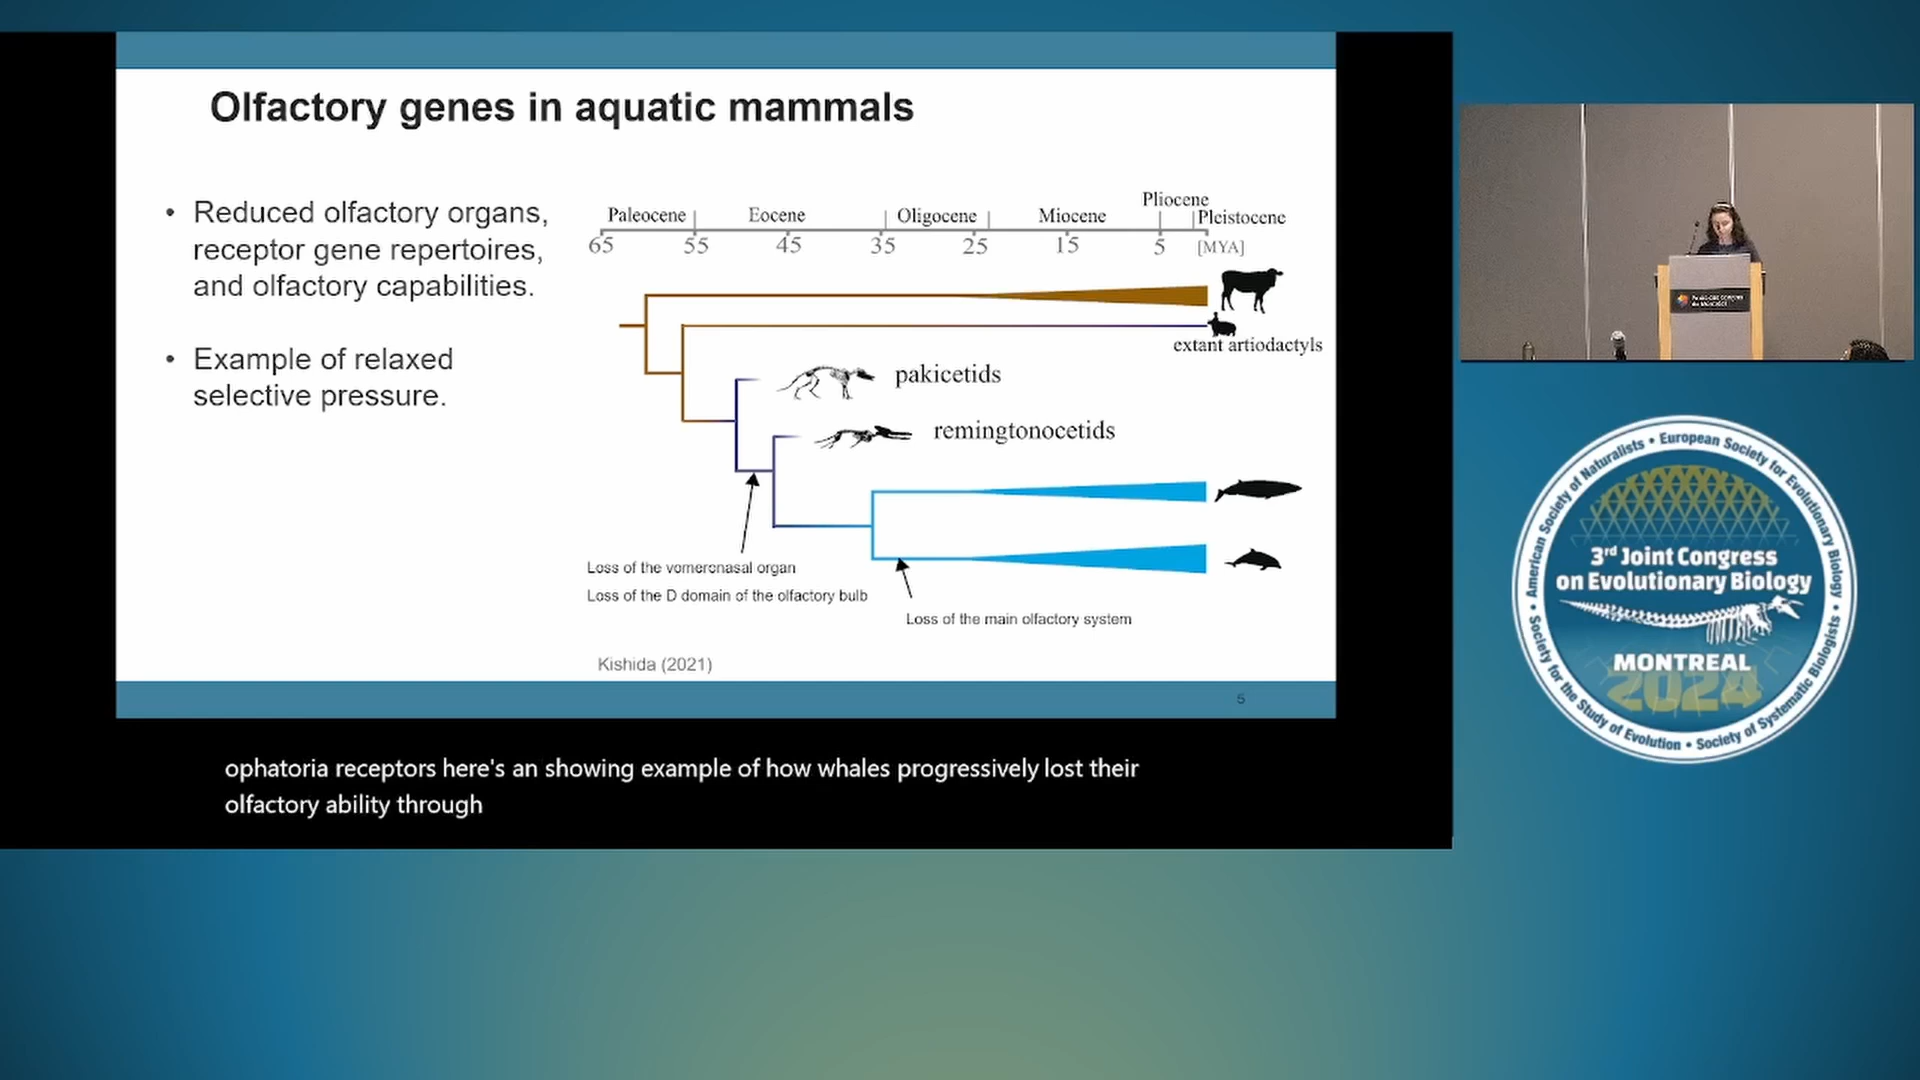 Olfactory genes in aquatic mammals
• Reduced olfactory organs,
receptor gene repertoires,
and olfactory capabilities.
• Example of relaxed
selective pressure.
Pliocene
Paleocene Eocene Oligocene Miocene Pleistocene
65 55 45 35 25 15 5 [MYA]
extant artiodactyls
pakicetids
remingtonocetids
Loss of the vomeronasal organ
Loss of the D domain of the olfactory bulb
Loss of the main olfactory system
Kishida (2021)
5
ophatoria receptors here's an showing example of how whales progressively lost their
olfactory ability through
American Society of Naturalists • European Society for Evolutionary Biology •
Society for the Study of Evolution • Society of Systematic Biologists •
3rd Joint Congress
on Evolutionary Biology
MONTREAL
2024